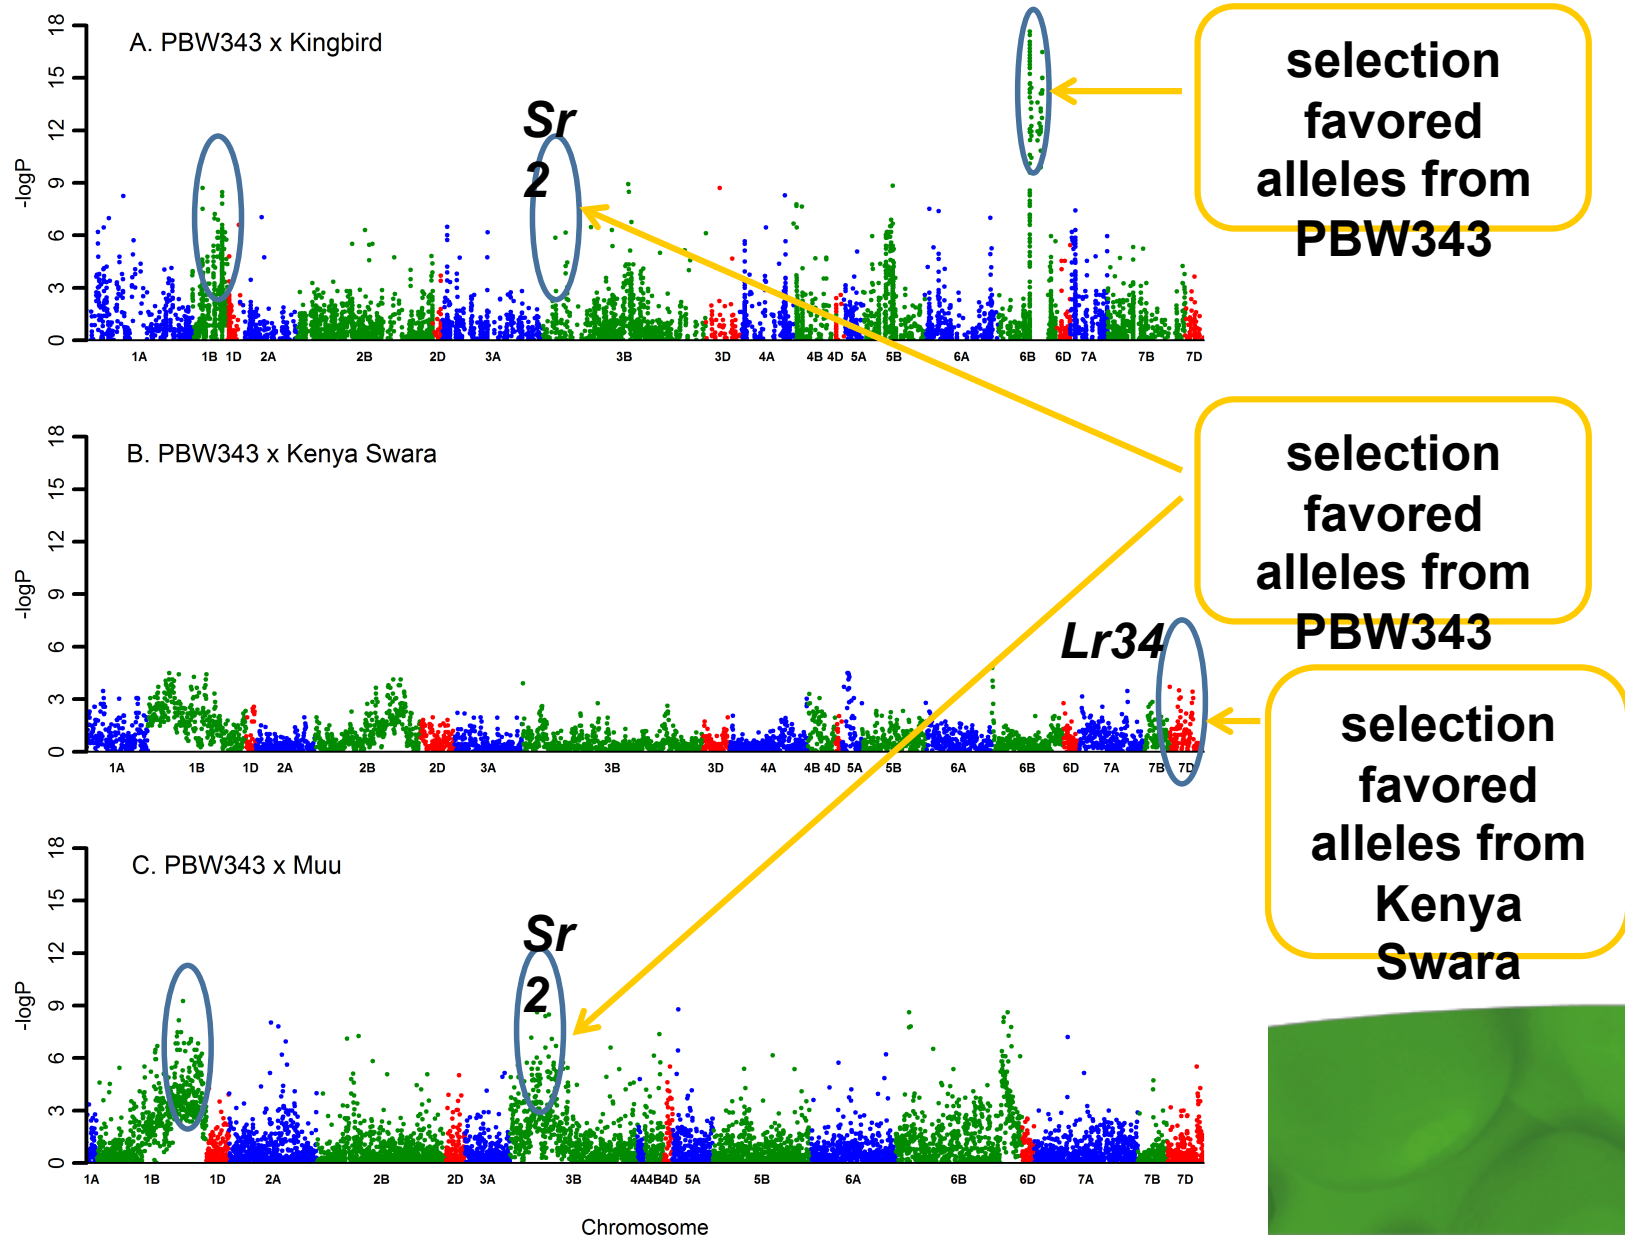 A. PBW343 x Kingbird
18
15
12
9
6
3
0
-logP
Sr
2
1A 1B 1D 2A 2B 2D 3A 3B 3D 4A 4B 4D 5A 5B 6A 6B 6D 7A 7B 7D
selection
favored
alleles from
PBW343
B. PBW343 x Kenya Swara
18
15
12
9
6
3
0
-logP
Lr34
1A 1B 1D 2A 2B 2D 3A 3B 3D 4A 4B 4D 5A 5B 6A 6B 6D 7A 7B 7D
selection
favored
alleles from
PBW343
selection
favored
alleles from
Kenya
Swara
C. PBW343 x Muu
18
15
12
9
6
3
0
-logP
Sr
2
1A 1B 1D 2A 2B 2D 3A 3B 4A 4B 4D 5A 5B 6A 6B 6D 7A 7B 7D
Chromosome